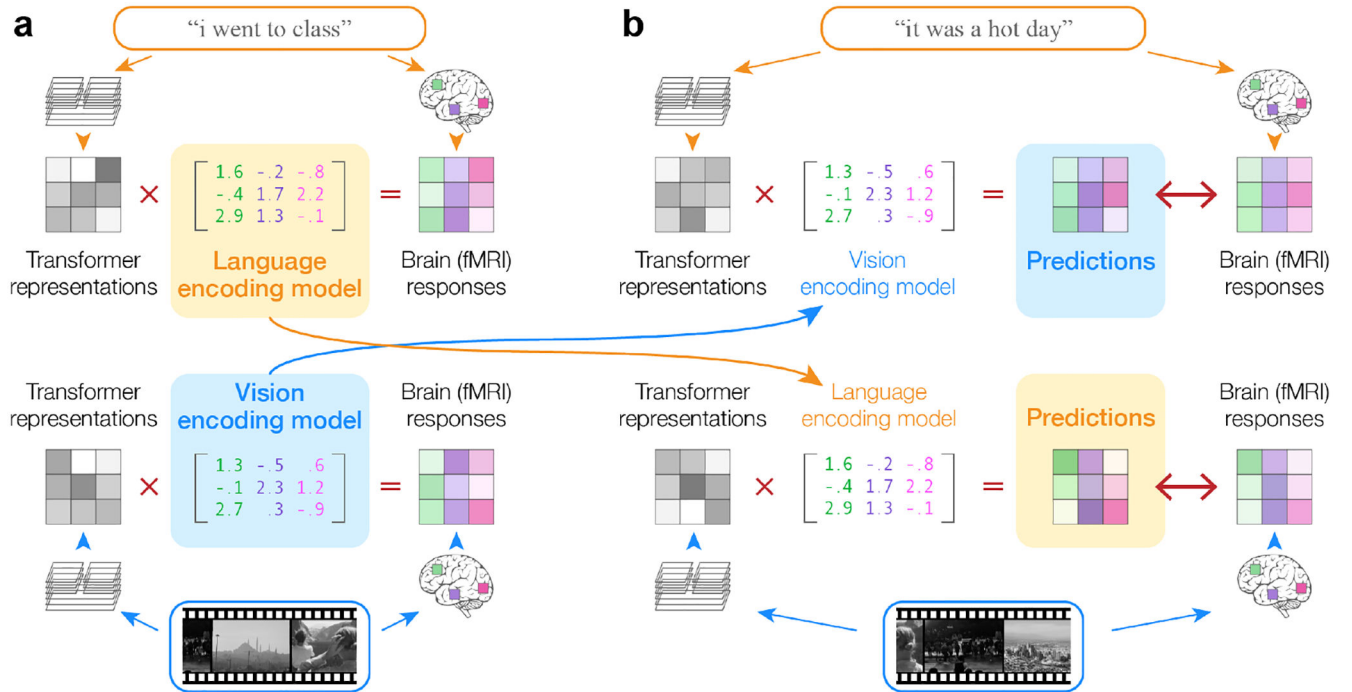 a
“i went to class”
1.6 -.2 -.8
-.4 1.7 2.2
2.9 1.3 -.1
×
=
Transformer
representations
Language
encoding model
Brain (fMRI)
responses
Transformer
representations
Vision
encoding model
Brain (fMRI)
responses
×
1.3 -.5 .6
-.1 2.3 1.2
2.7 .3 -.9
=
b
“it was a hot day”
×
1.3 -.5 .6
-.1 2.3 1.2
2.7 .3 -.9
=
Transformer
representations
Vision
encoding model
Predictions
Brain (fMRI)
responses
Transformer
representations
Language
encoding model
Predictions
Brain (fMRI)
responses
×
1.6 -.2 -.8
-.4 1.7 2.2
2.9 1.3 -.1
=